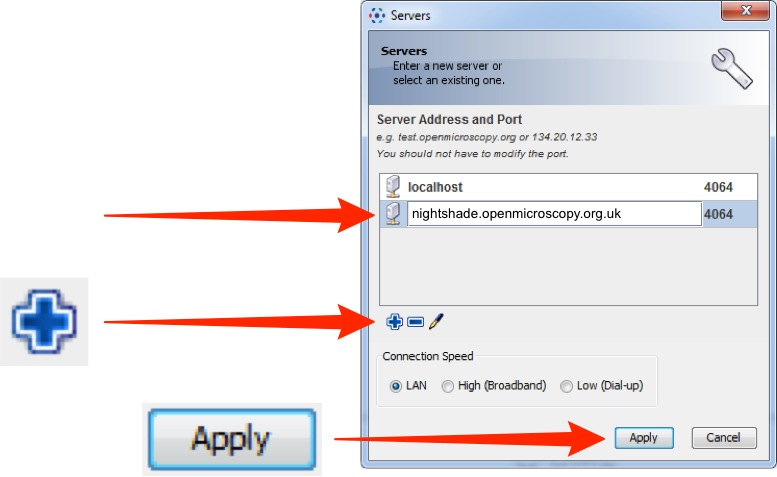 Servers
Servers
Enter a new server or
select an existing one.
Server Address and Port
e.g. test.openmicroscopy.org or 134.20.12.33
You should not have to modify the port.
localhost 4064
nightshade.openmicroscopy.org.uk 4064
Connection Speed
LAN High (Broadband) Low (Dial-up)
Apply
Apply Cancel